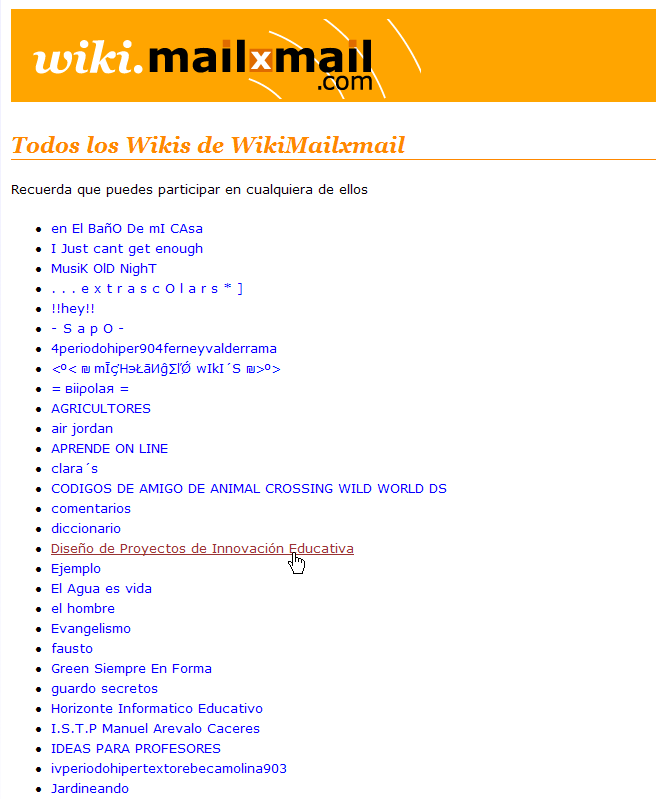 wiki.mailxmail
.com
Todos los Wikis de WikiMailxmail
Recuerda que puedes participar en cualquiera de ellos
en El BañO De mI CAsa
I Just cant get enough
MusiK OlD NighT
. . . e x t r a s c O l a r s * ]
!!hey!!
- S a p O -
4periodohiper904ferneyvalderrama
<º< ₪ mĪçΉэŁãИĝ∑ľǾ wIkI´S ₪>º>
= вiiρolaя =
AGRICULTORES
air jordan
APRENDE ON LINE
clara´s
CODIGOS DE AMIGO DE ANIMAL CROSSING WILD WORLD DS
comentarios
diccionario
Diseño de Proyectos de Innovación Educativa
Ejemplo
El Agua es vida
el hombre
Evangelismo
fausto
Green Siempre En Forma
guardo secretos
Horizonte Informatico Educativo
I.S.T.P Manuel Arevalo Caceres
IDEAS PARA PROFESORES
ivperiodohipertextorebecamolina903
Jardineando